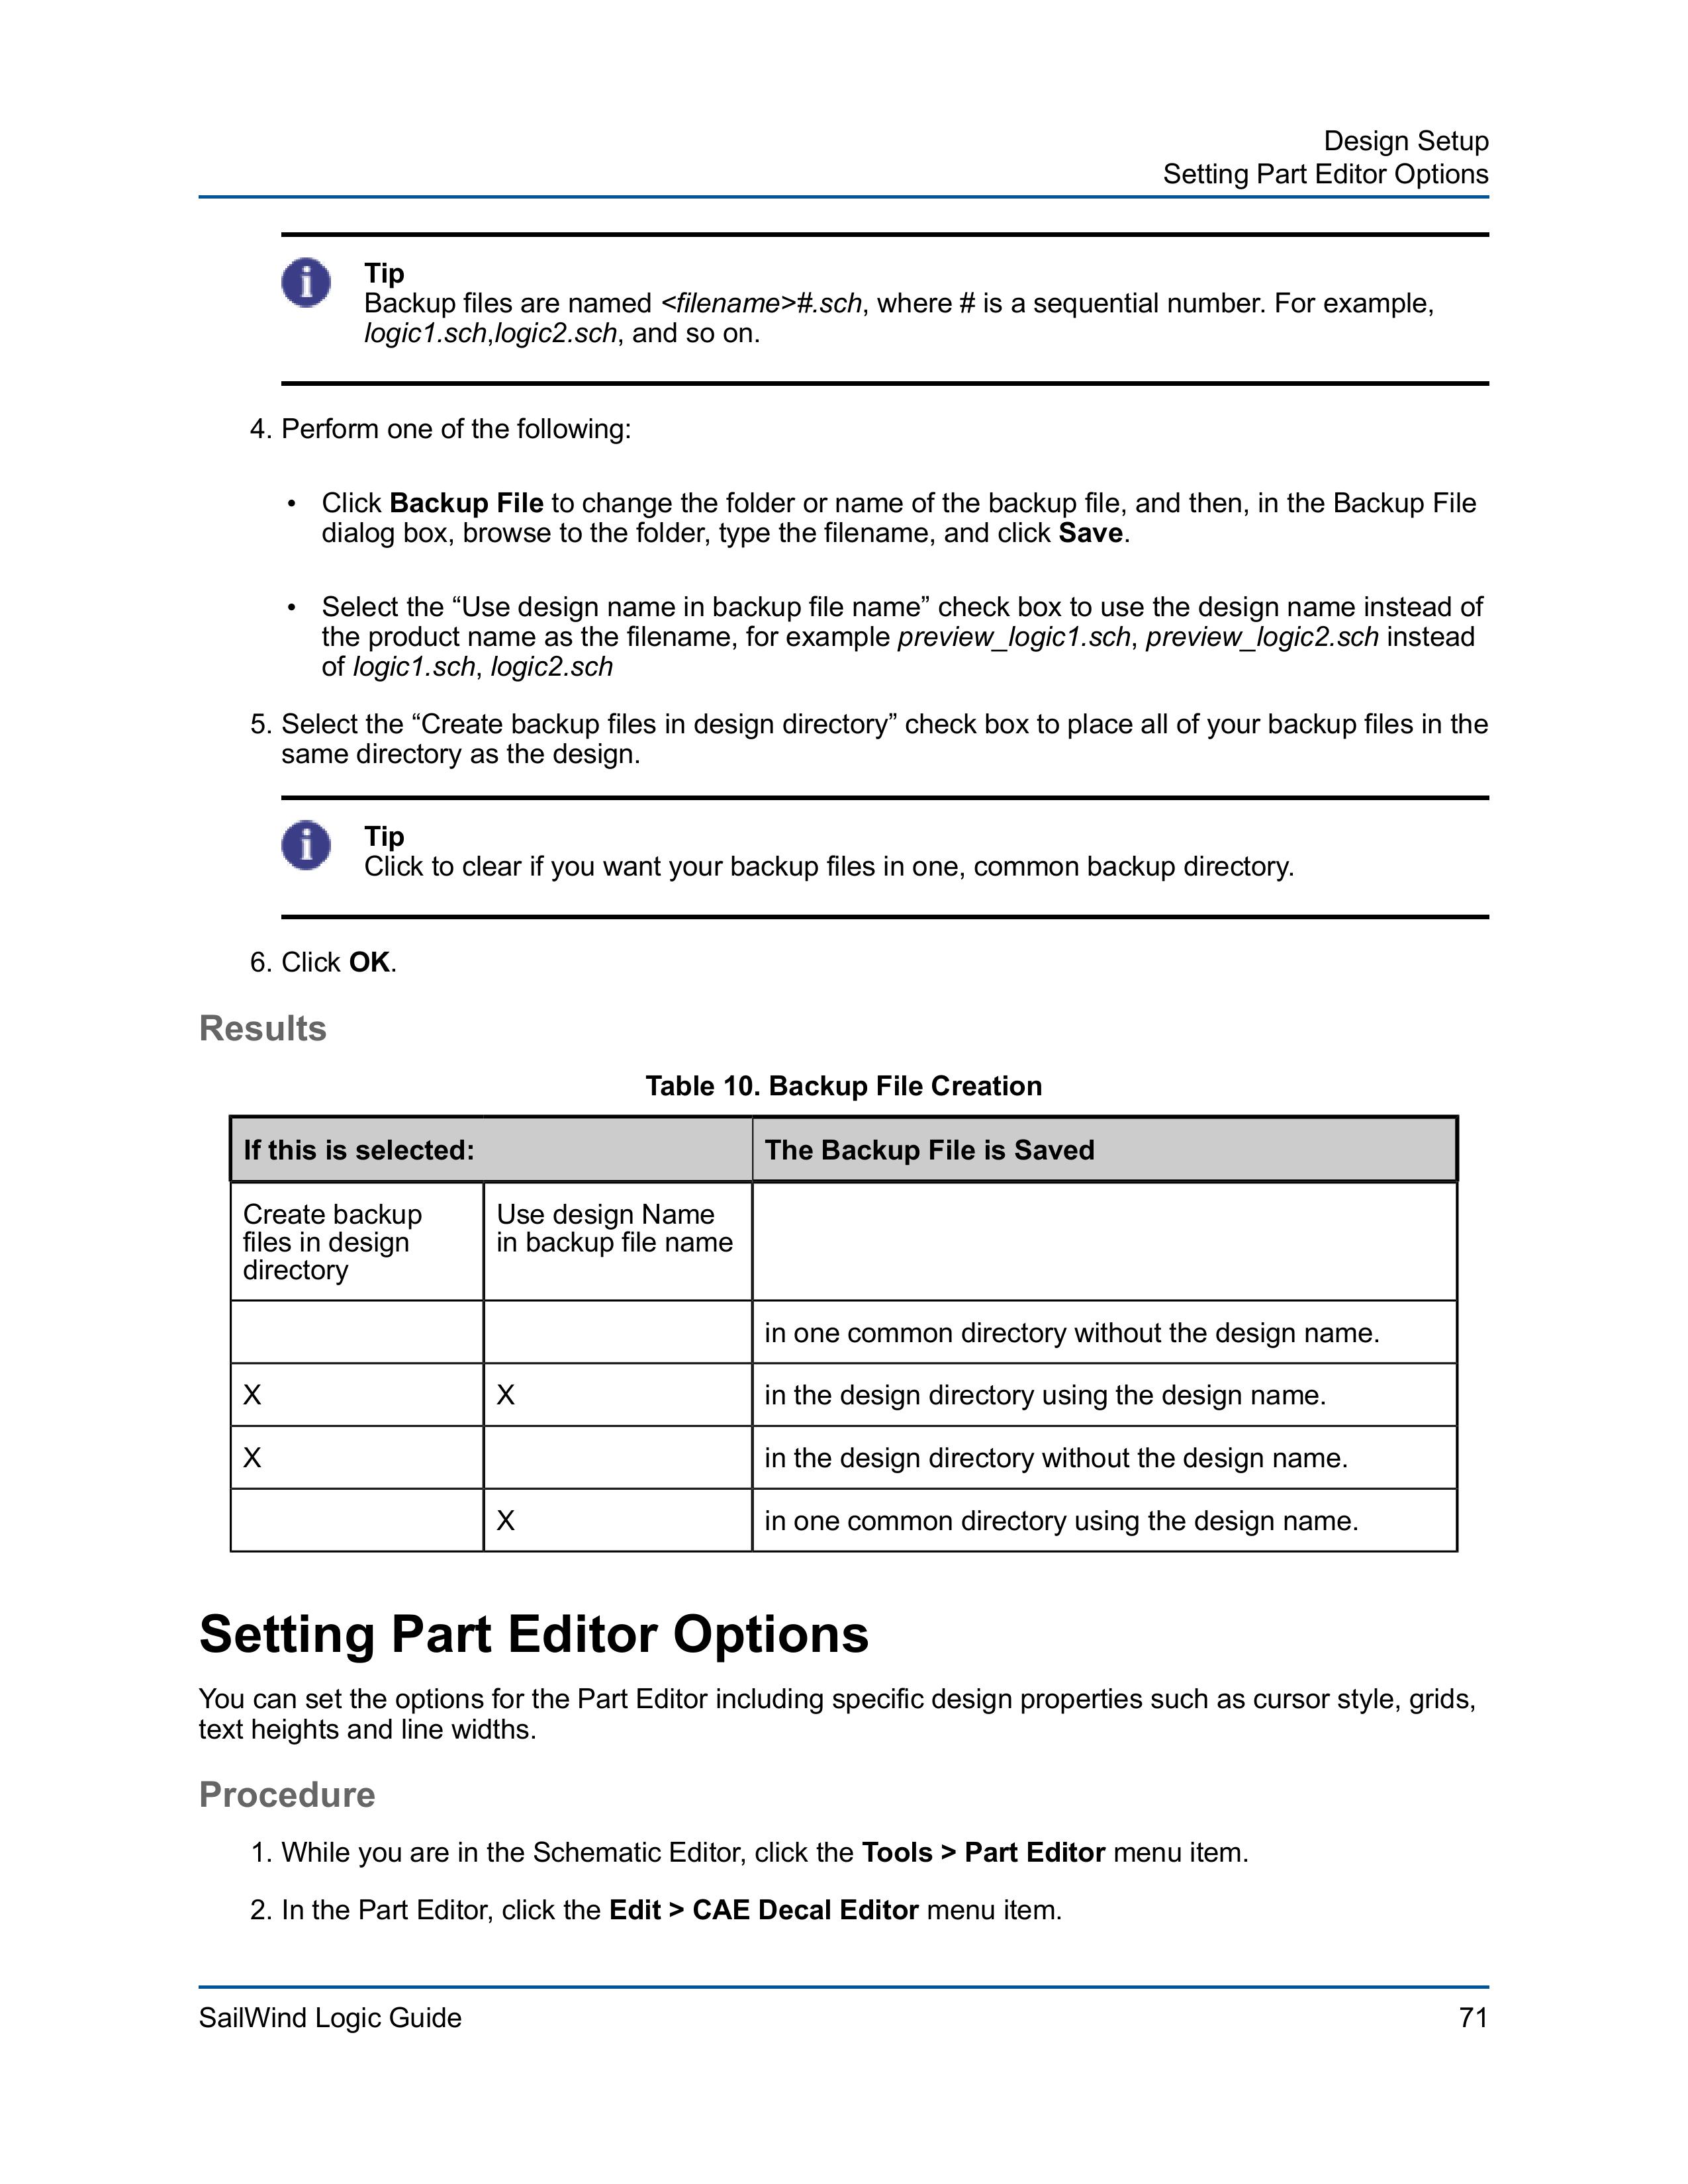 Design Setup
Setting Part Editor Options
Tip
Backup files are named <filename>#.sch, where # is a sequential number. For example,
logic1.sch,logic2.sch, and so on.
4. Perform one of the following:
• Click Backup File to change the folder or name of the backup file, and then, in the Backup File
dialog box, browse to the folder, type the filename, and click Save.
• Select the “Use design name in backup file name” check box to use the design name instead of
the product name as the filename, for example preview_logic1.sch, preview_logic2.sch instead
of logic1.sch, logic2.sch
5. Select the “Create backup files in design directory” check box to place all of your backup files in the
same directory as the design.
Tip
Click to clear if you want your backup files in one, common backup directory.
6. Click OK.
Results
Table 10. Backup File Creation
If this is selected: The Backup File is Saved
Create backup
files in design
directory
Use design Name
in backup file name
in one common directory without the design name.
X X in the design directory using the design name.
X in the design directory without the design name.
X in one common directory using the design name.
Setting Part Editor Options
You can set the options for the Part Editor including specific design properties such as cursor style, grids,
text heights and line widths.
Procedure
1. While you are in the Schematic Editor, click the Tools > Part Editor menu item.
2. In the Part Editor, click the Edit > CAE Decal Editor menu item.
SailWind Logic Guide 71